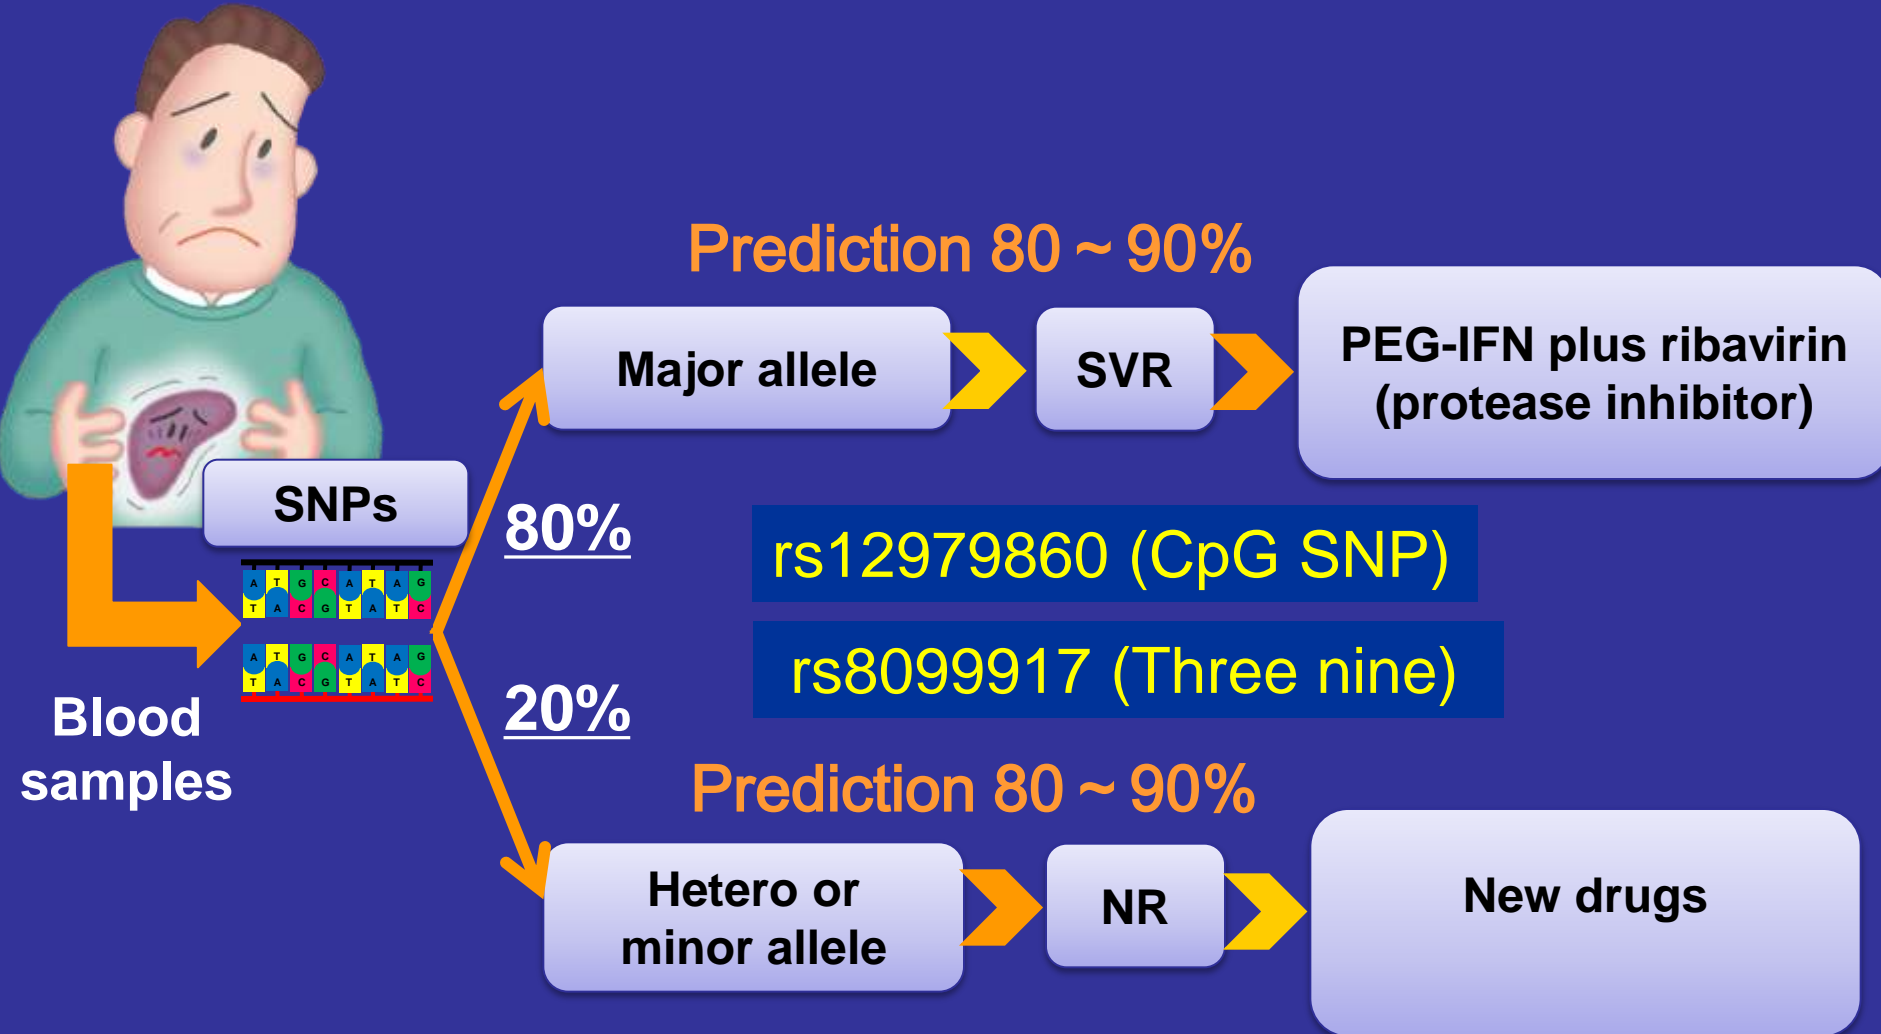 Prediction 80 ~ 90%
Major allele
SVR
PEG-IFN plus ribavirin
(protease inhibitor)
SNPs
80%
rs12979860 (CpG SNP)
A T G C A T A G
T A C G T A T C
A T G C A T A G
T A C G T A T C
rs8099917 (Three nine)
20%
Blood
samples
Prediction 80 ~ 90%
Hetero or
minor allele
NR
New drugs